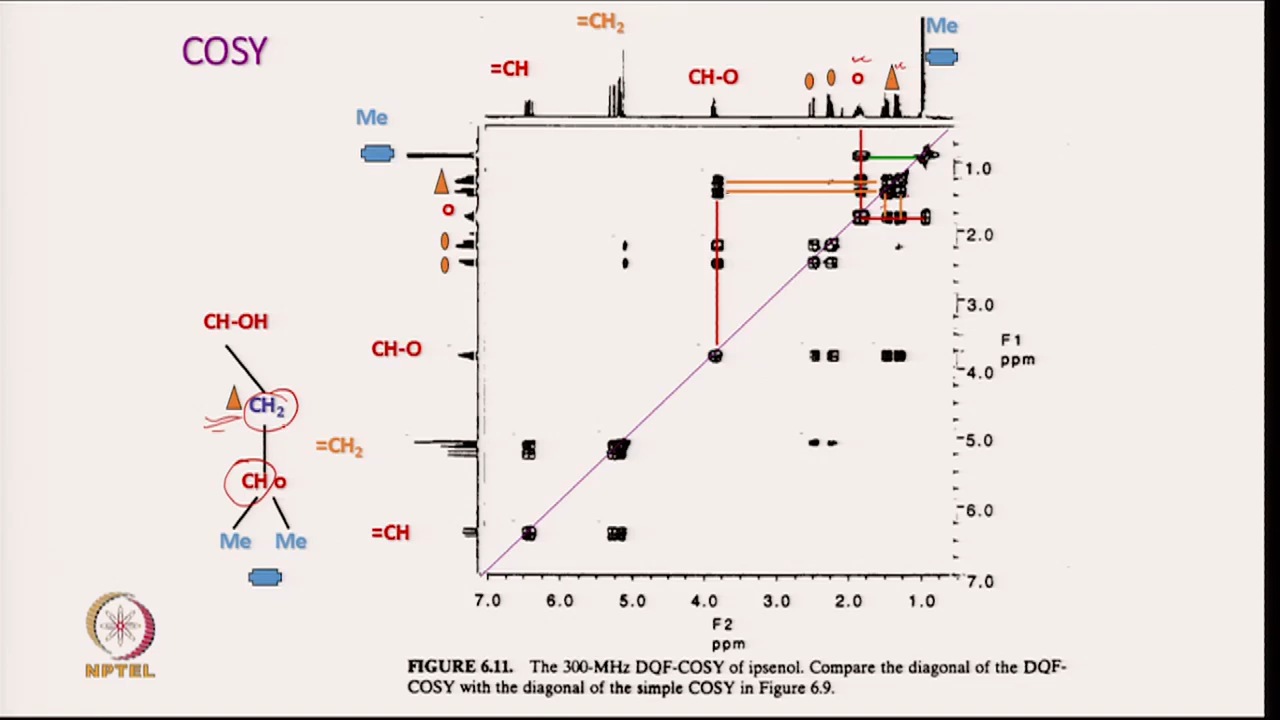 COSY
=CH₂
Me
=CH
CH-O
o
Me
o
CH-O
=CH₂
=CH
CH-OH
CH₂
CH o
Me Me
1.0
2.0
3.0
4.0
5.0
6.0
7.0
F1
ppm
7.0 6.0 5.0 4.0 3.0 2.0 1.0
F2
ppm
NPTEL
FIGURE 6.11. The 300-MHz DQF-COSY of ipsenol. Compare the diagonal of the DQF-
COSY with the diagonal of the simple COSY in Figure 6.9.